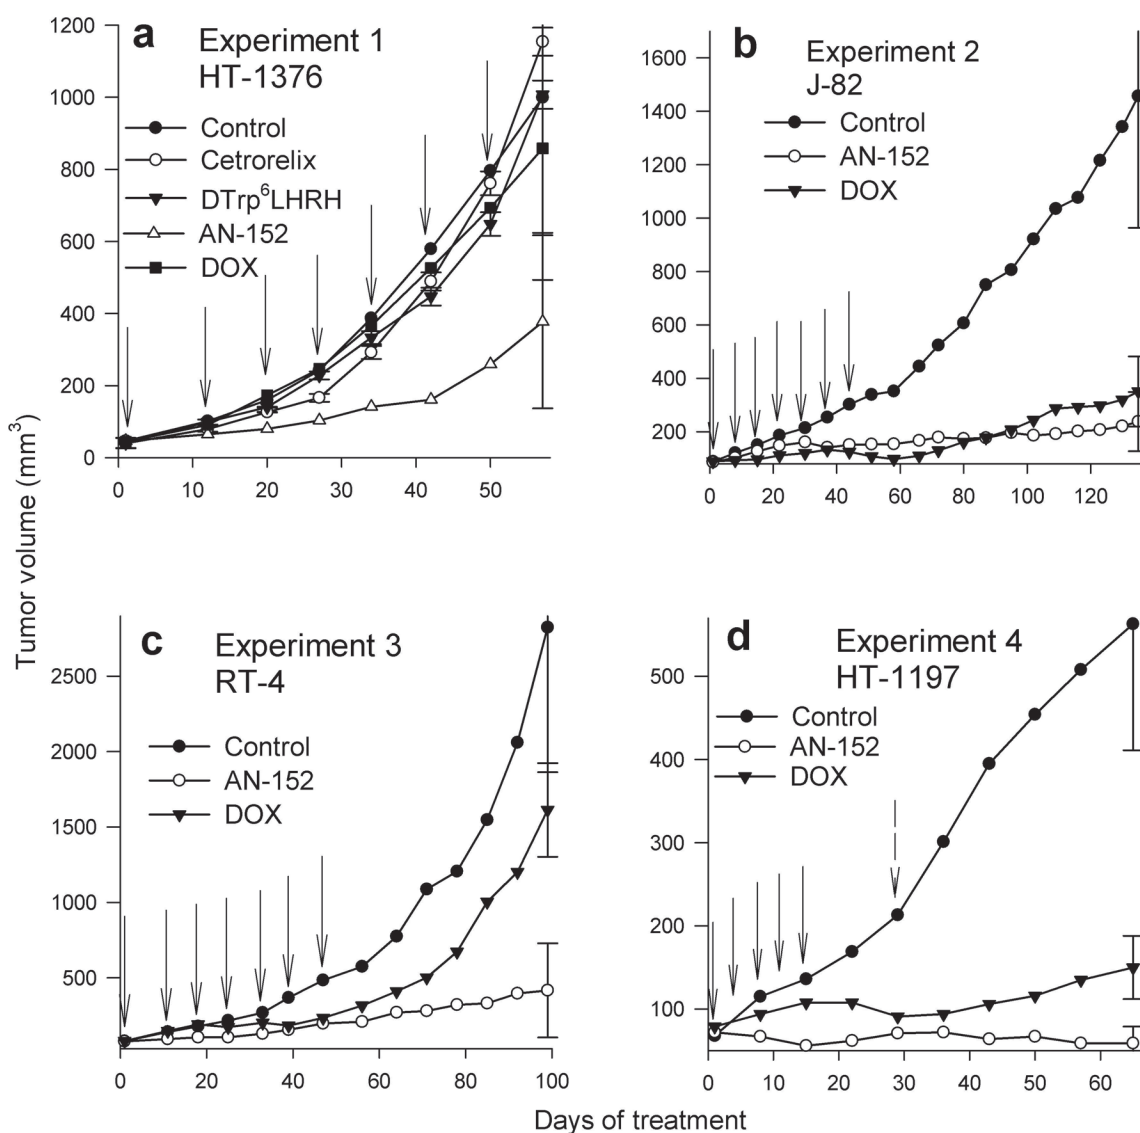 Tumor volume (mm³)
a
Experiment 1
HT-1376
Control
Cetrorelix
DTrp⁶LHRH
AN-152
DOX
1200
1000
800
600
400
200
0
0 10 20 30 40 50
b
Experiment 2
J-82
Control
AN-152
DOX
1600
1400
1200
1000
800
600
400
200
0 20 40 60 80 100 120
c
Experiment 3
RT-4
Control
AN-152
DOX
2500
2000
1500
1000
500
0 20 40 60 80 100
d
Experiment 4
HT-1197
Control
AN-152
DOX
500
400
300
200
100
0 10 20 30 40 50 60
Days of treatment